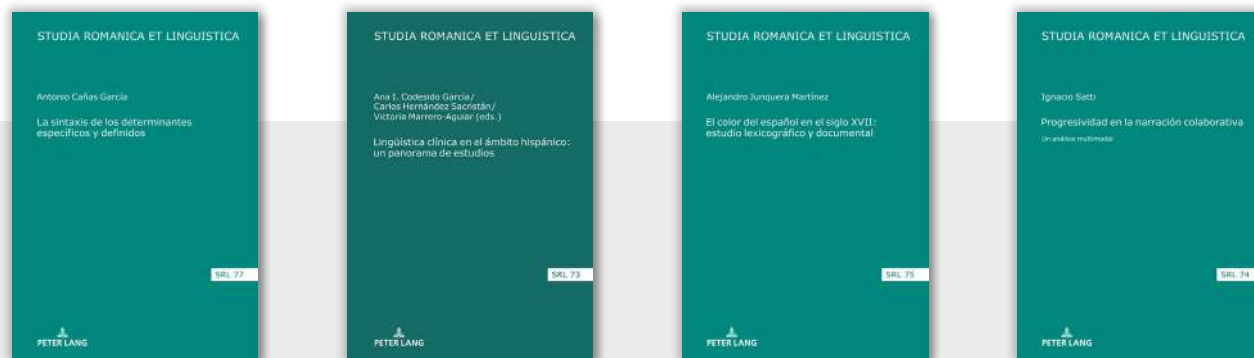 STUDIA ROMANICA ET LINGUISTICA
Antonio Cañas García
La sintaxis de los determinantes
específicos y definidos
SRL 77
PETER LANG
STUDIA ROMANICA ET LINGUISTICA
Ana I. Codesido García/
Carlos Hernández Sacristán/
Victoria Marrero-Aguiar (eds.)
Lingüística clínica en el ámbito hispánico:
un panorama de estudios
SRL 73
PETER LANG
STUDIA ROMANICA ET LINGUISTICA
Alejandro Junquera Martínez
El color del español en el siglo XVII:
estudio lexicográfico y documental
SRL 75
PETER LANG
STUDIA ROMANICA ET LINGUISTICA
Ignacio Satti
Progresividad en la narración colaborativa
Un análisis multimodal
SRL 74
PETER LANG